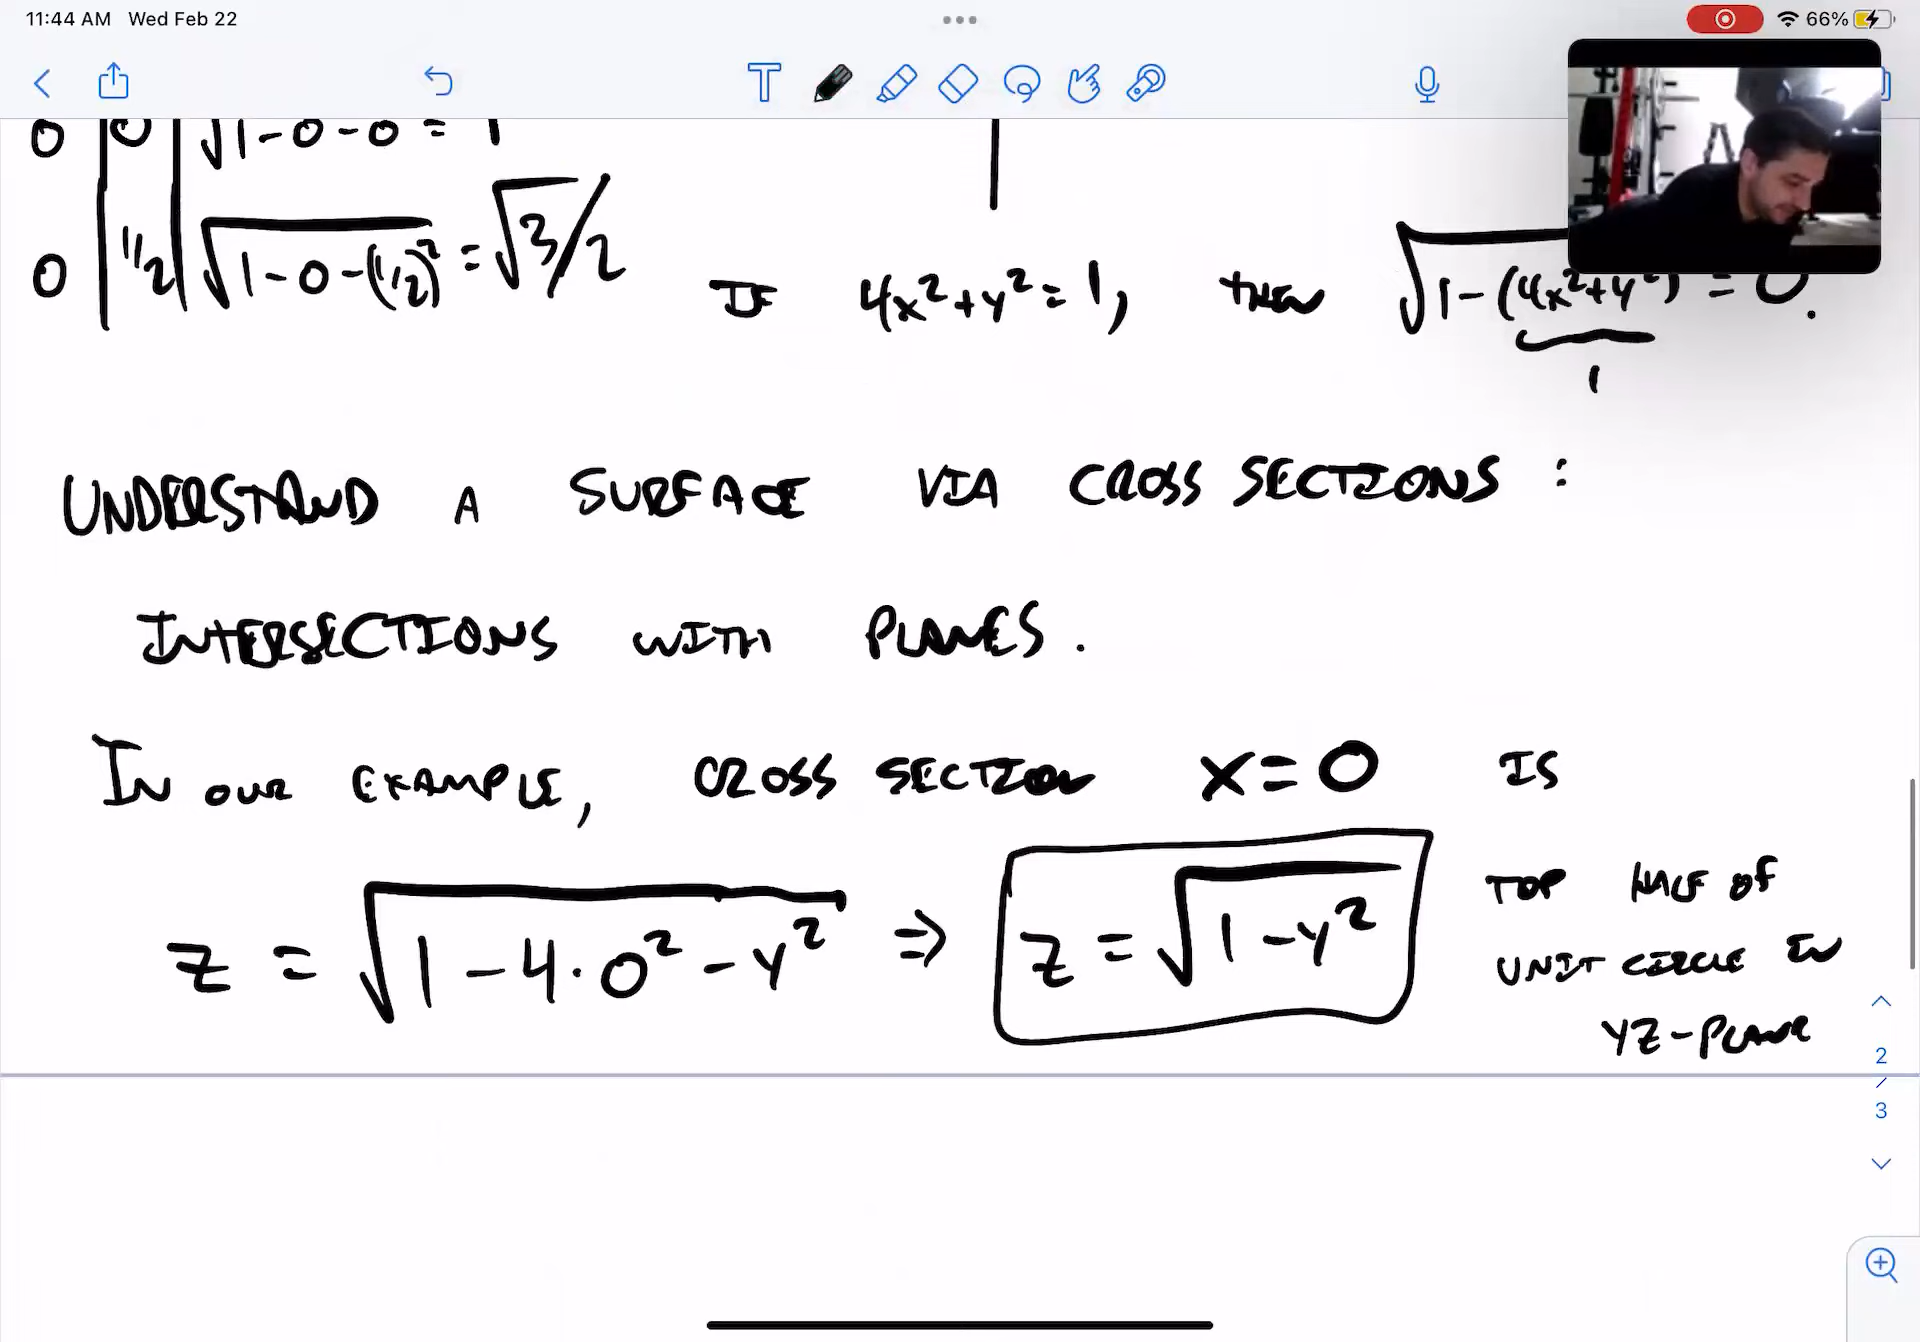 11:44 AM Wed Feb 22
66%
0 | 0 | √1-0-0 = 1
0 | 1/2 | √1-0-(1/2)² = √3/2
IF 4x²+y²=1, THEN √1-(4x²+y²) = 0.
1
UNDERSTAND A SURFACE VIA CROSS SECTIONS:
INTERSECTIONS WITH PLANES.
IN OUR EXAMPLE, CROSS SECTION x=0 IS
z = √1-4·0²-y² ⇒ z = √1-y²
TOP HALF OF
UNIT CIRCLE IN
YZ-PLANE
2
/
3